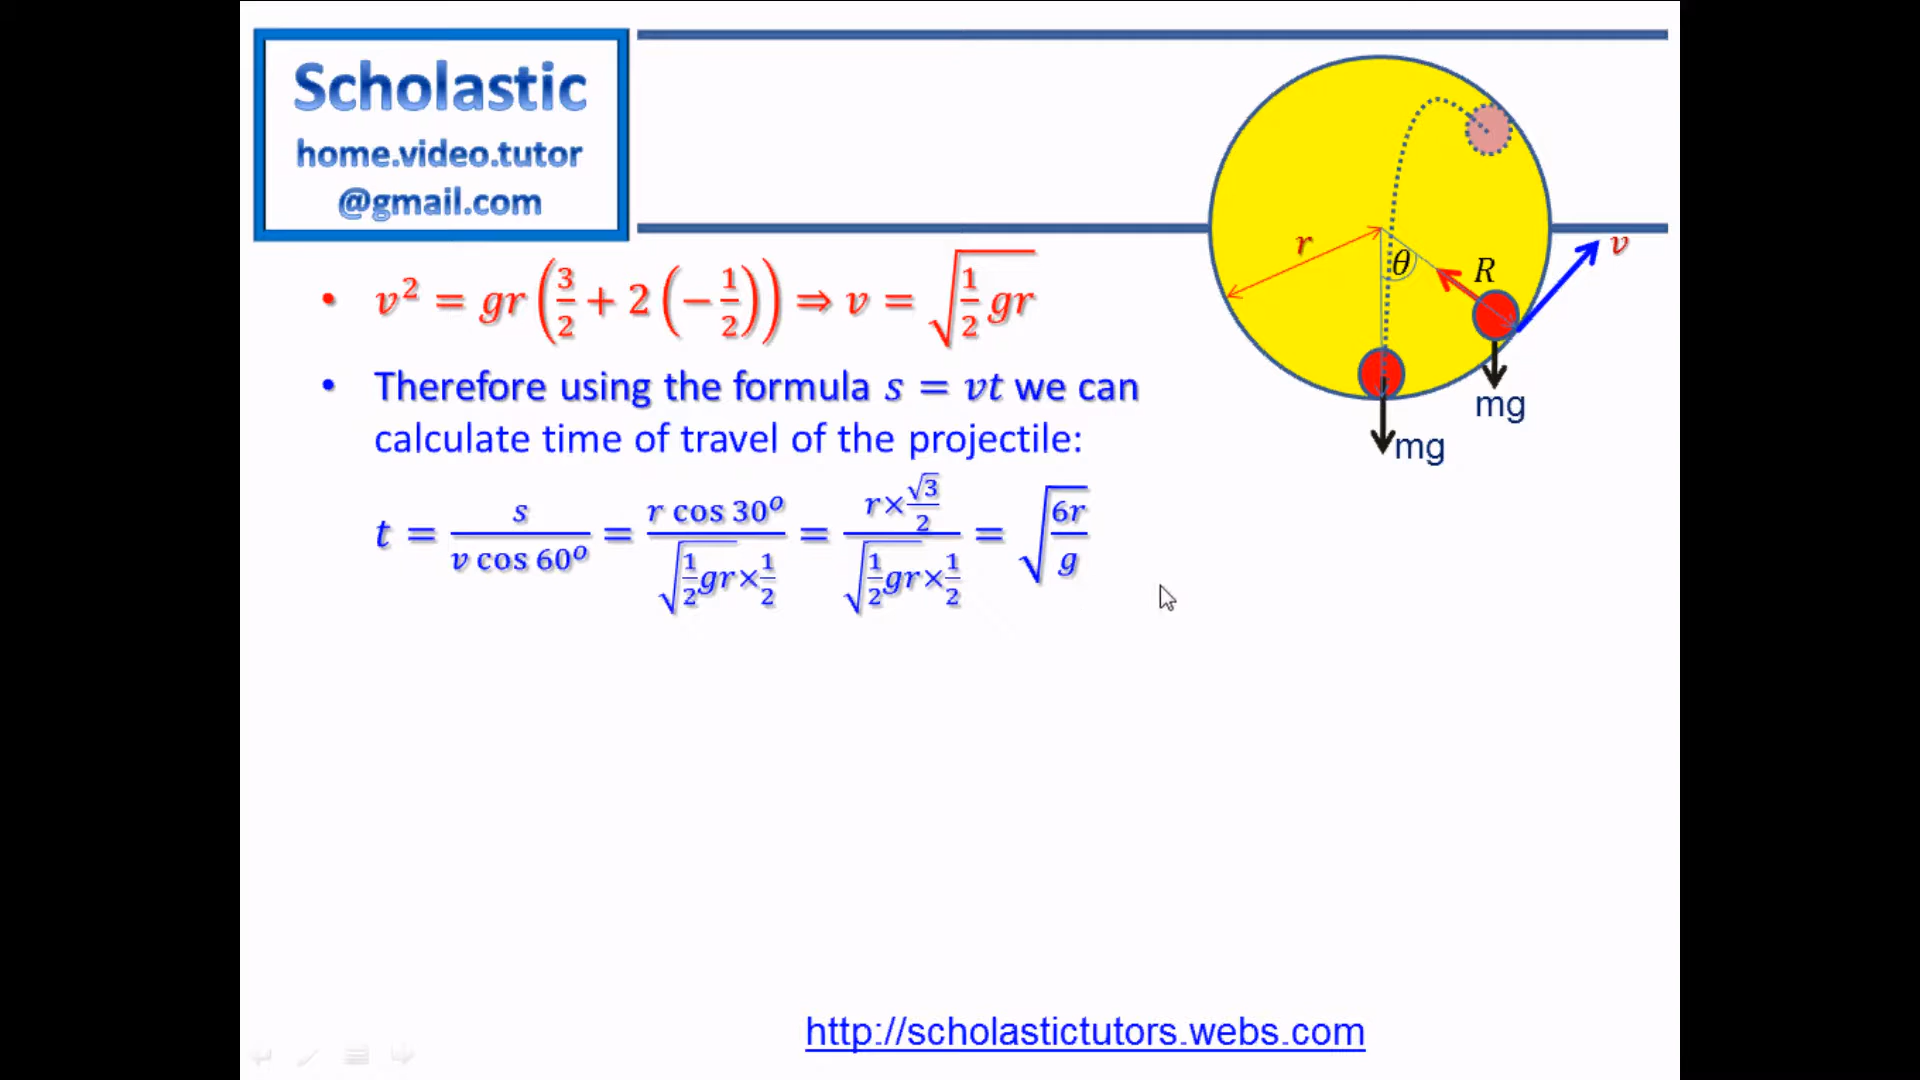 Scholastic
home.video.tutor
@gmail.com
• v² = gr(3/2 + 2(−1/2)) ⇒ v = √(1/2 gr)
• Therefore using the formula s = vt we can
calculate time of travel of the projectile:
t = s/(v cos 60°) = (r cos 30°)/(√(1/2 gr) × 1/2) = (r × √3/2)/(√(1/2 gr) × 1/2) = √(6r/g)
r
θ
R
v
mg
mg
http://scholastictutors.webs.com